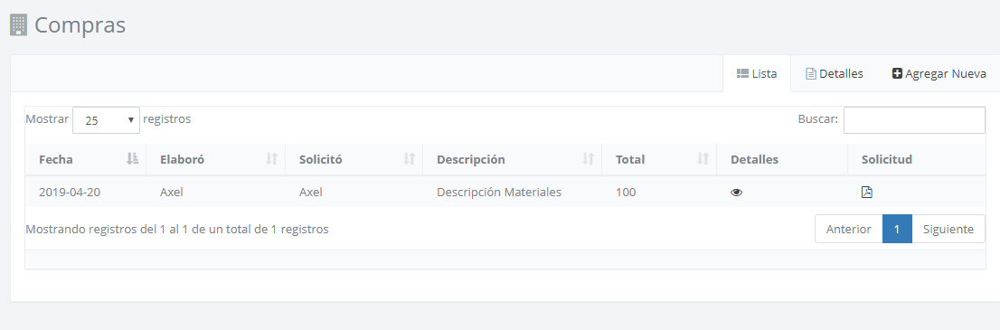 Compras
Lista Detalles Agregar Nueva
Mostrar 25 registros Buscar:
Fecha Elaboró Solicitó Descripción Total Detalles Solicitud
2019-04-20 Axel Axel Descripción Materiales 100
Mostrando registros del 1 al 1 de un total de 1 registros Anterior 1 Siguiente